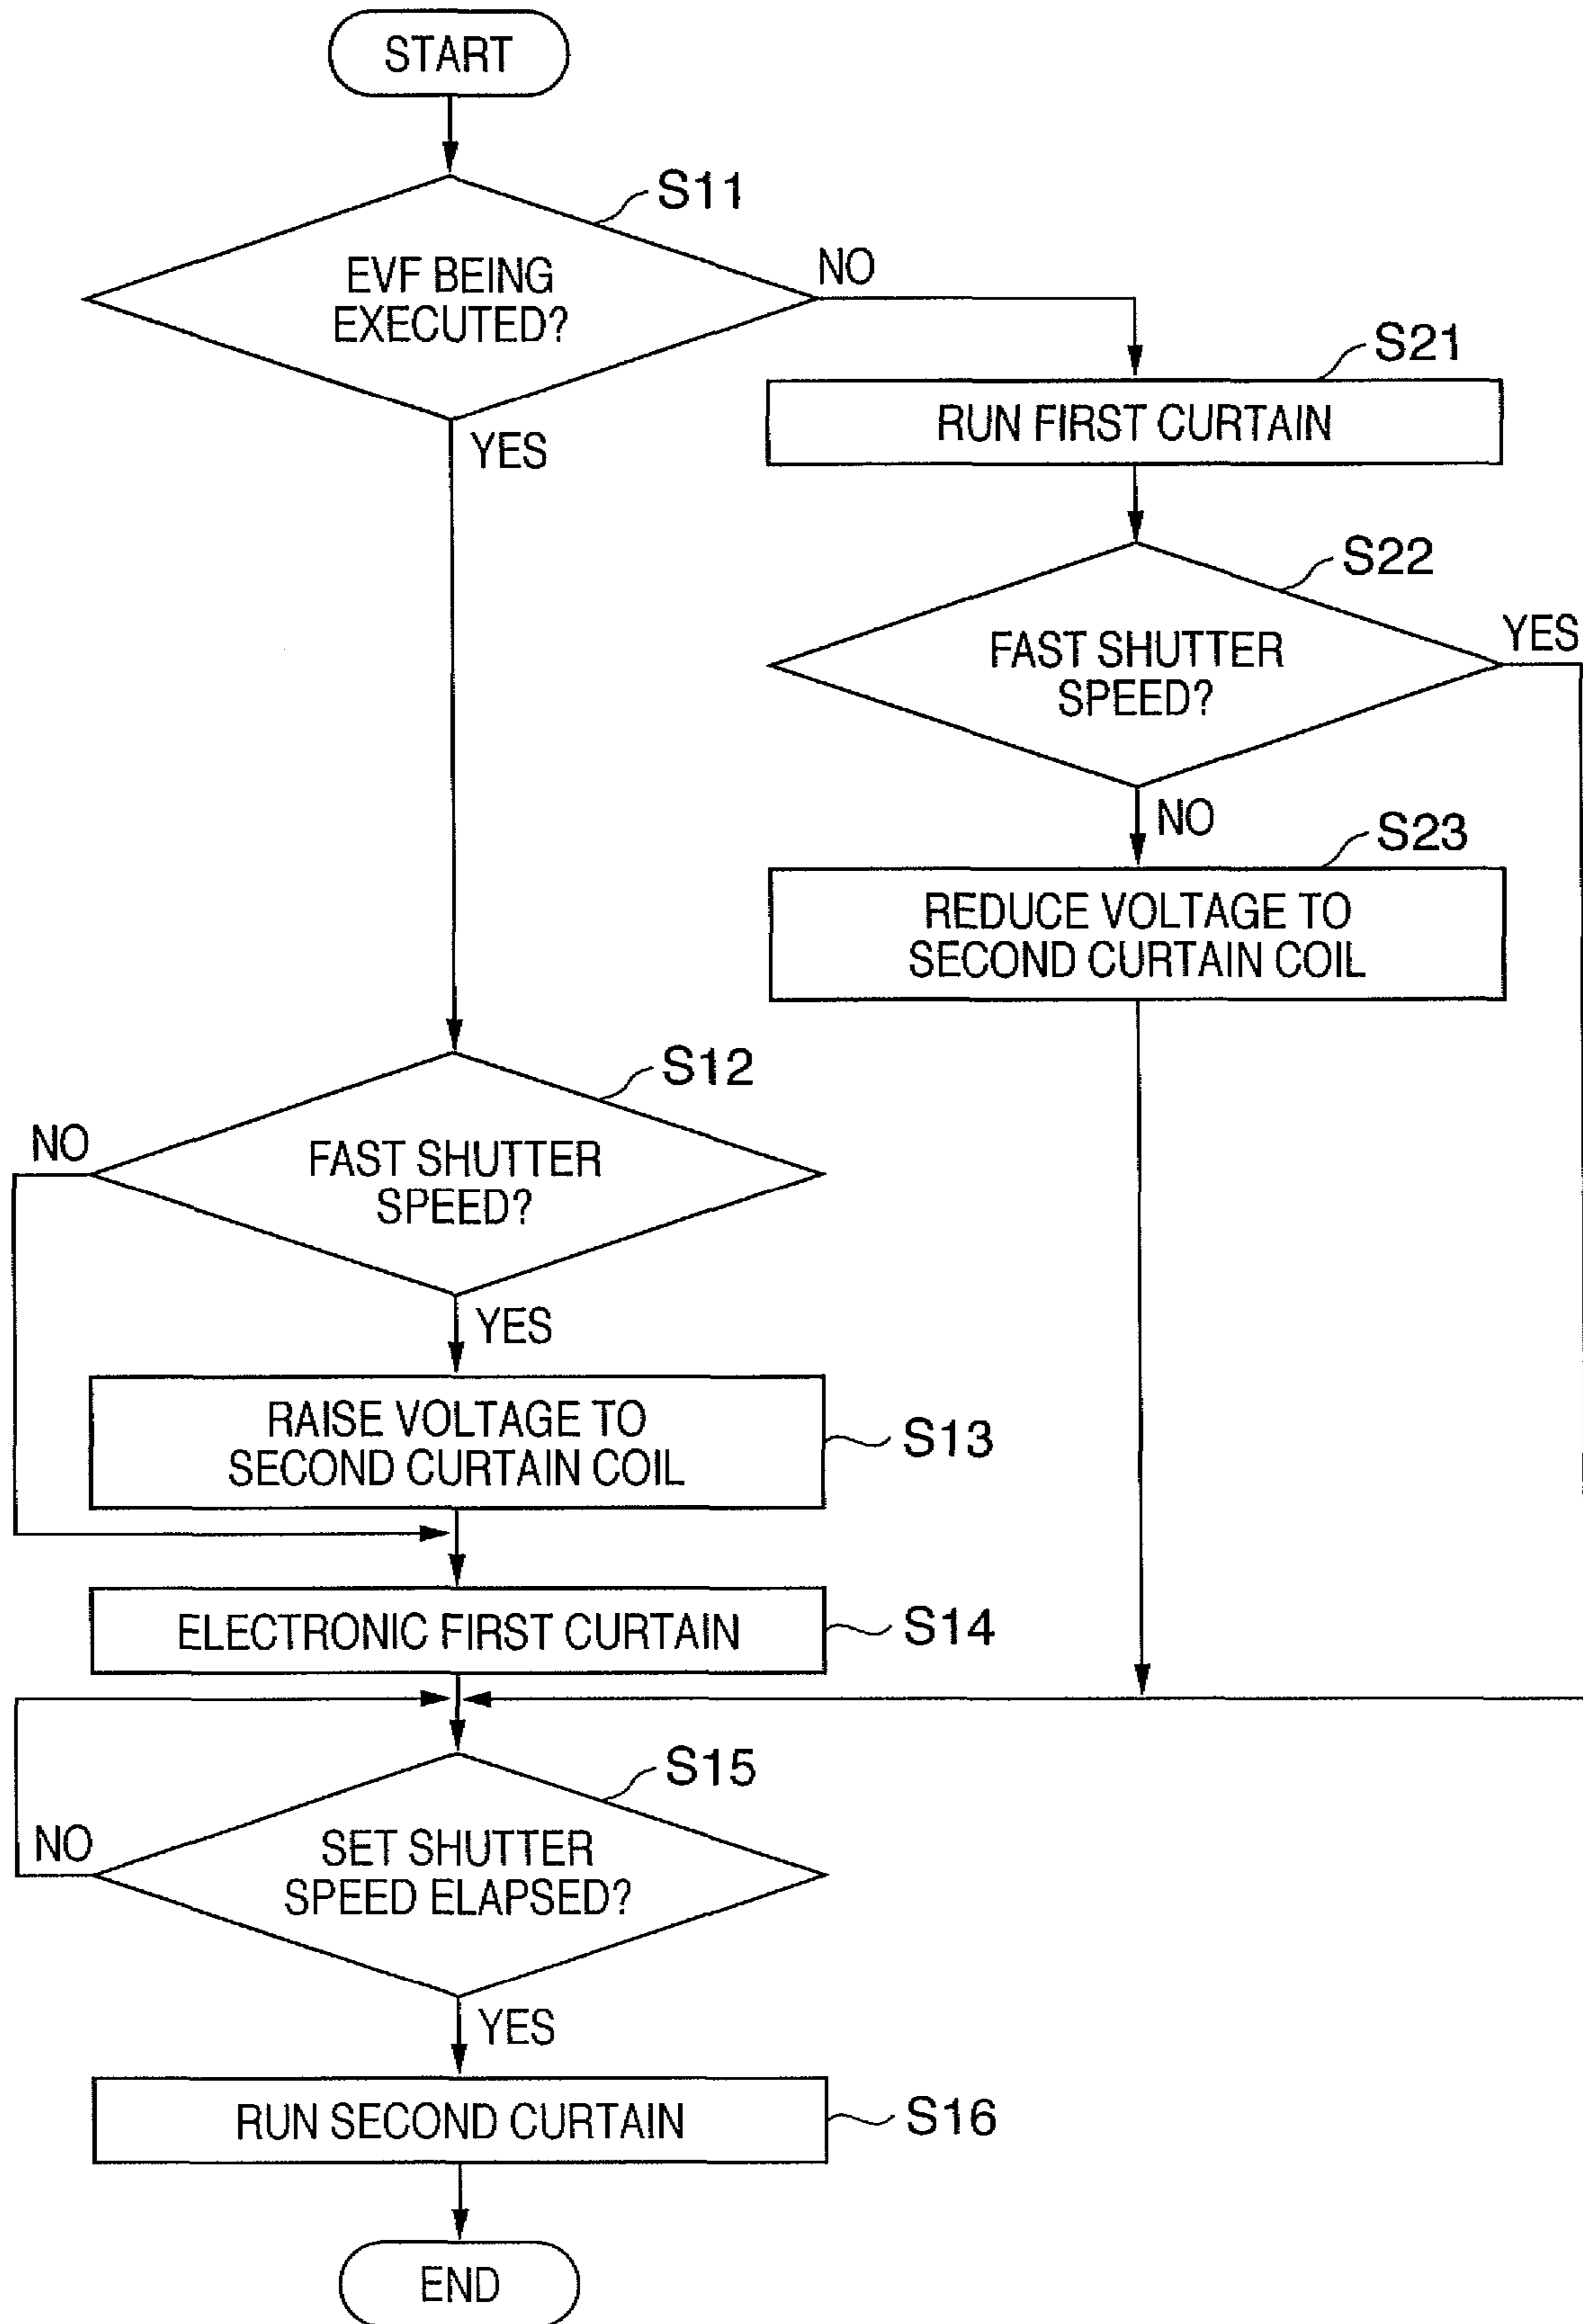 START
S11
EVF BEING
EXECUTED?
NO
YES
S21
RUN FIRST CURTAIN
S22
FAST SHUTTER
SPEED?
YES
NO
S23
REDUCE VOLTAGE TO
SECOND CURTAIN COIL
S12
NO
FAST SHUTTER
SPEED?
YES
RAISE VOLTAGE TO
SECOND CURTAIN COIL
S13
ELECTRONIC FIRST CURTAIN
S14
S15
NO
SET SHUTTER
SPEED ELAPSED?
YES
RUN SECOND CURTAIN
S16
END